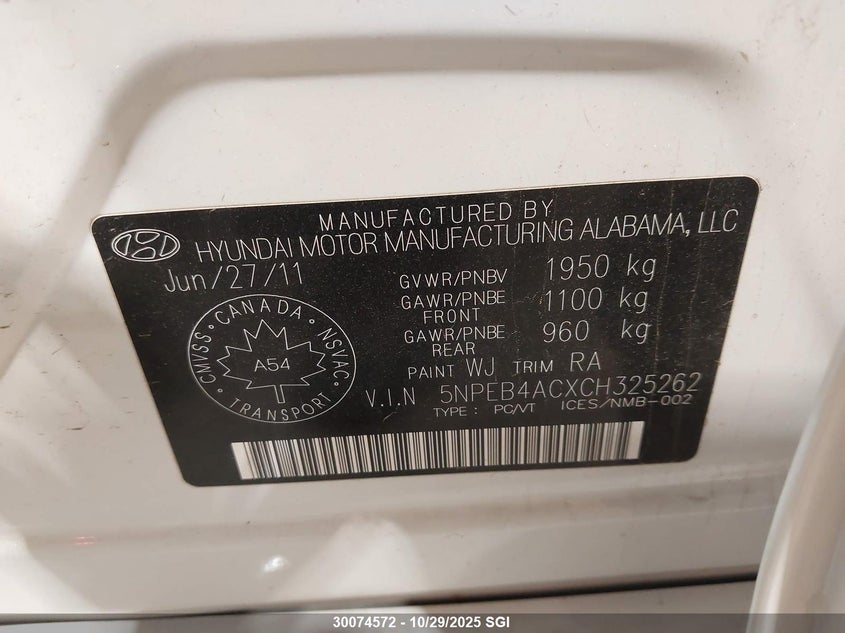 MANUFACTURED BY
HYUNDAI MOTOR MANUFACTURING ALABAMA, LLC
Jun/27/11
GVWR/PNBV 1950 kg
GAWR/PNBE FRONT 1100 kg
GAWR/PNBE REAR 960 kg
PAINT WJ TRIM RA
V.I.N 5NPEB4ACXCH325262
TYPE: PC/VT ICES/NMB-002
CANADA
CMVSS NSVAC
A54
TRANSPORT
30074572 - 10/29/2025 SGI